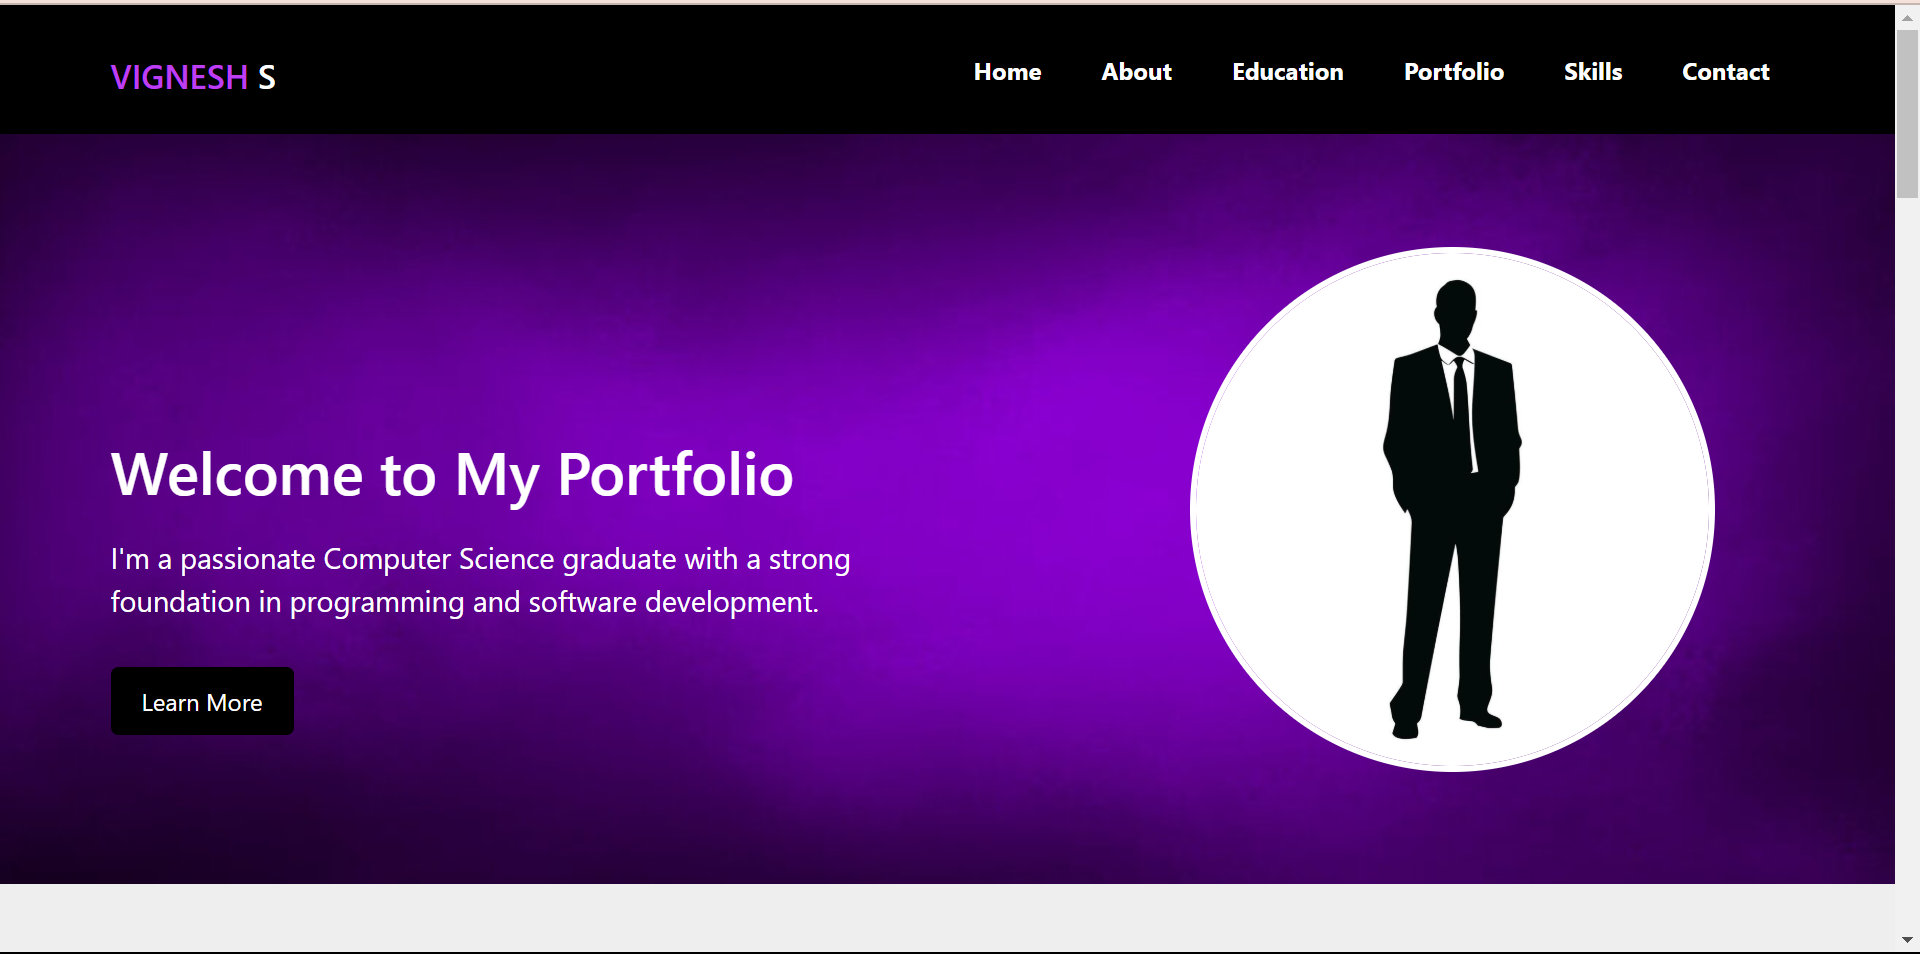 VIGNESH S
Home About Education Portfolio Skills Contact
Welcome to My Portfolio
I'm a passionate Computer Science graduate with a strong
foundation in programming and software development.
Learn More